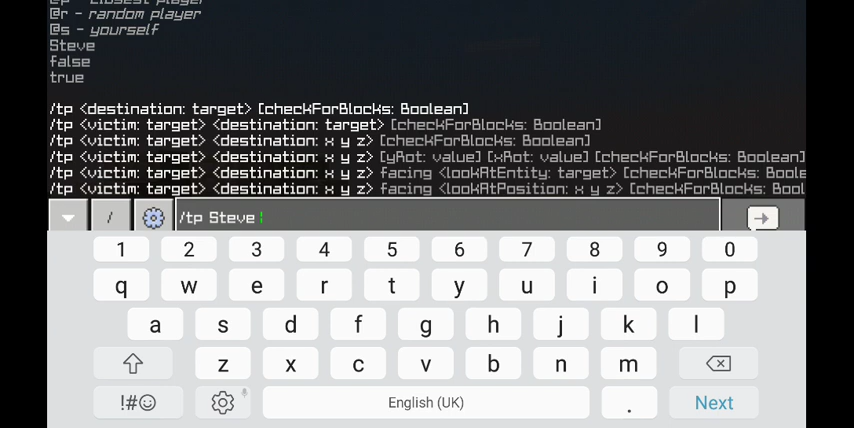 @p - closest player
@r - random player
@s - yourself
Steve
false
true
/tp <destination: target> [checkForBlocks: Boolean]
/tp <victim: target> <destination: target> [checkForBlocks: Boolean]
/tp <victim: target> <destination: x y z> [checkForBlocks: Boolean]
/tp <victim: target> <destination: x y z> [yRot: value] [xRot: value] [checkForBlocks: Boolean]
/tp <victim: target> <destination: x y z> facing <lookAtEntity: target> [checkForBlocks: Boole
/tp <victim: target> <destination: x y z> facing <lookAtPosition: x y z> [checkForBlocks: Bool
/ /tp Steve
1 2 3 4 5 6 7 8 9 0
q w e r t y u i o p
a s d f g h j k l
z x c v b n m
!#☺ English (UK) . Next